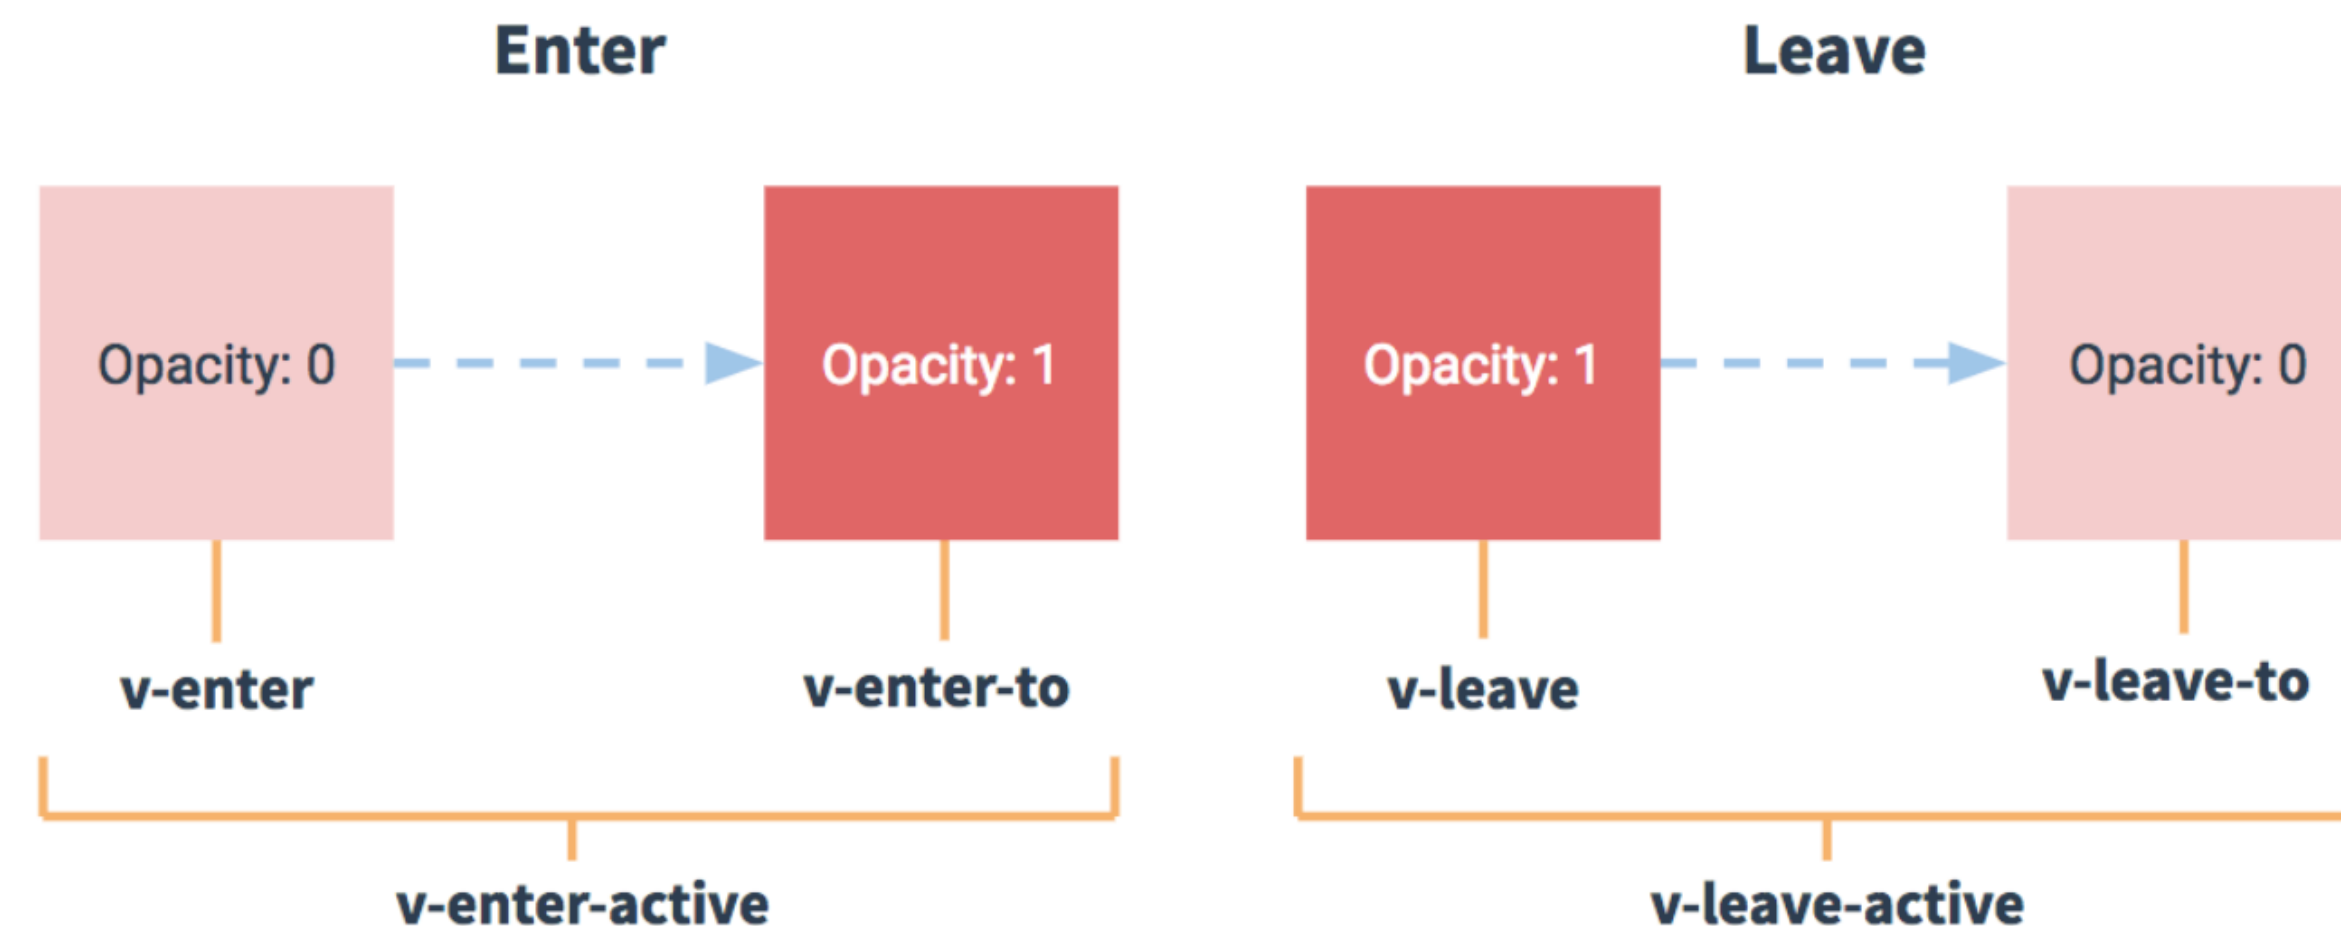 Enter
Leave
Opacity: 0
Opacity: 1
Opacity: 1
Opacity: 0
v-enter
v-enter-to
v-leave
v-leave-to
v-enter-active
v-leave-active